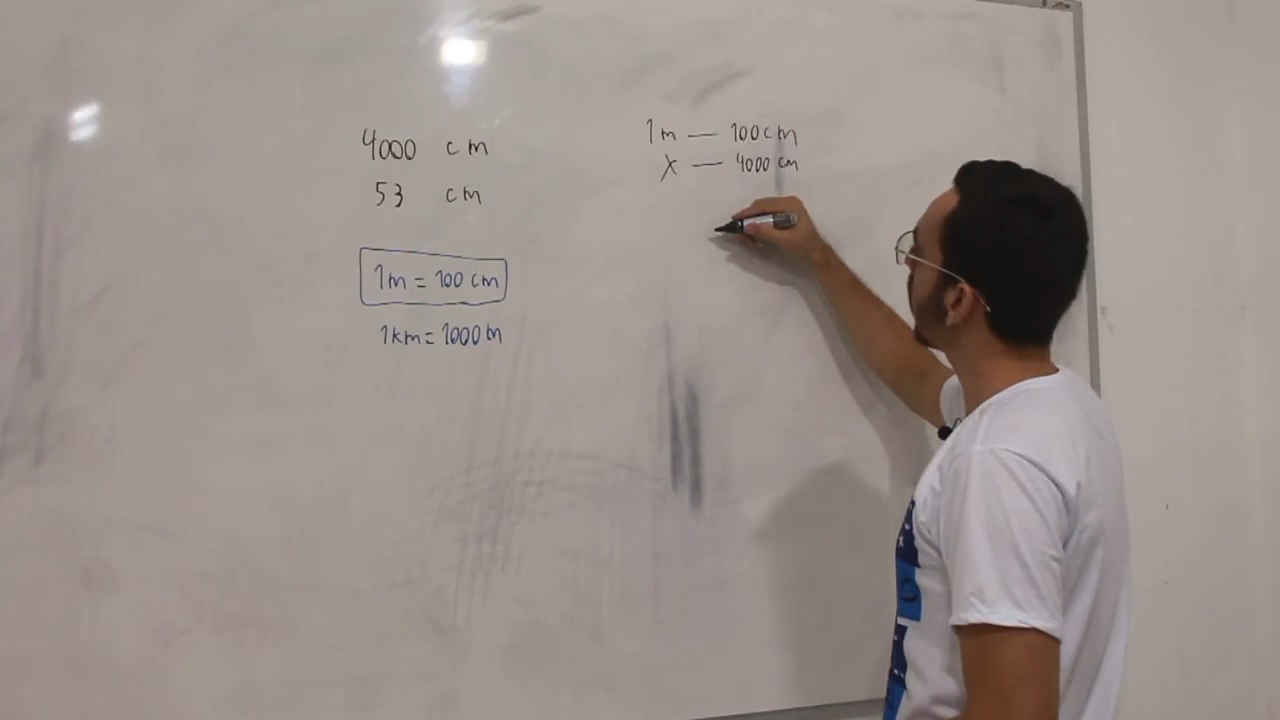 4000 cm
53 cm
1m = 100 cm
1km = 1000 m
1m — 100 cm
x — 4000 cm